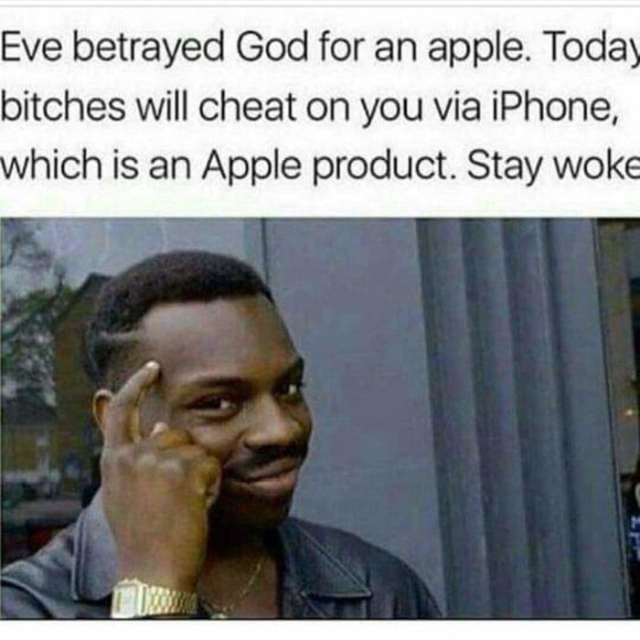 Eve betrayed God for an apple. Today
bitches will cheat on you via iPhone,
which is an Apple product. Stay woke